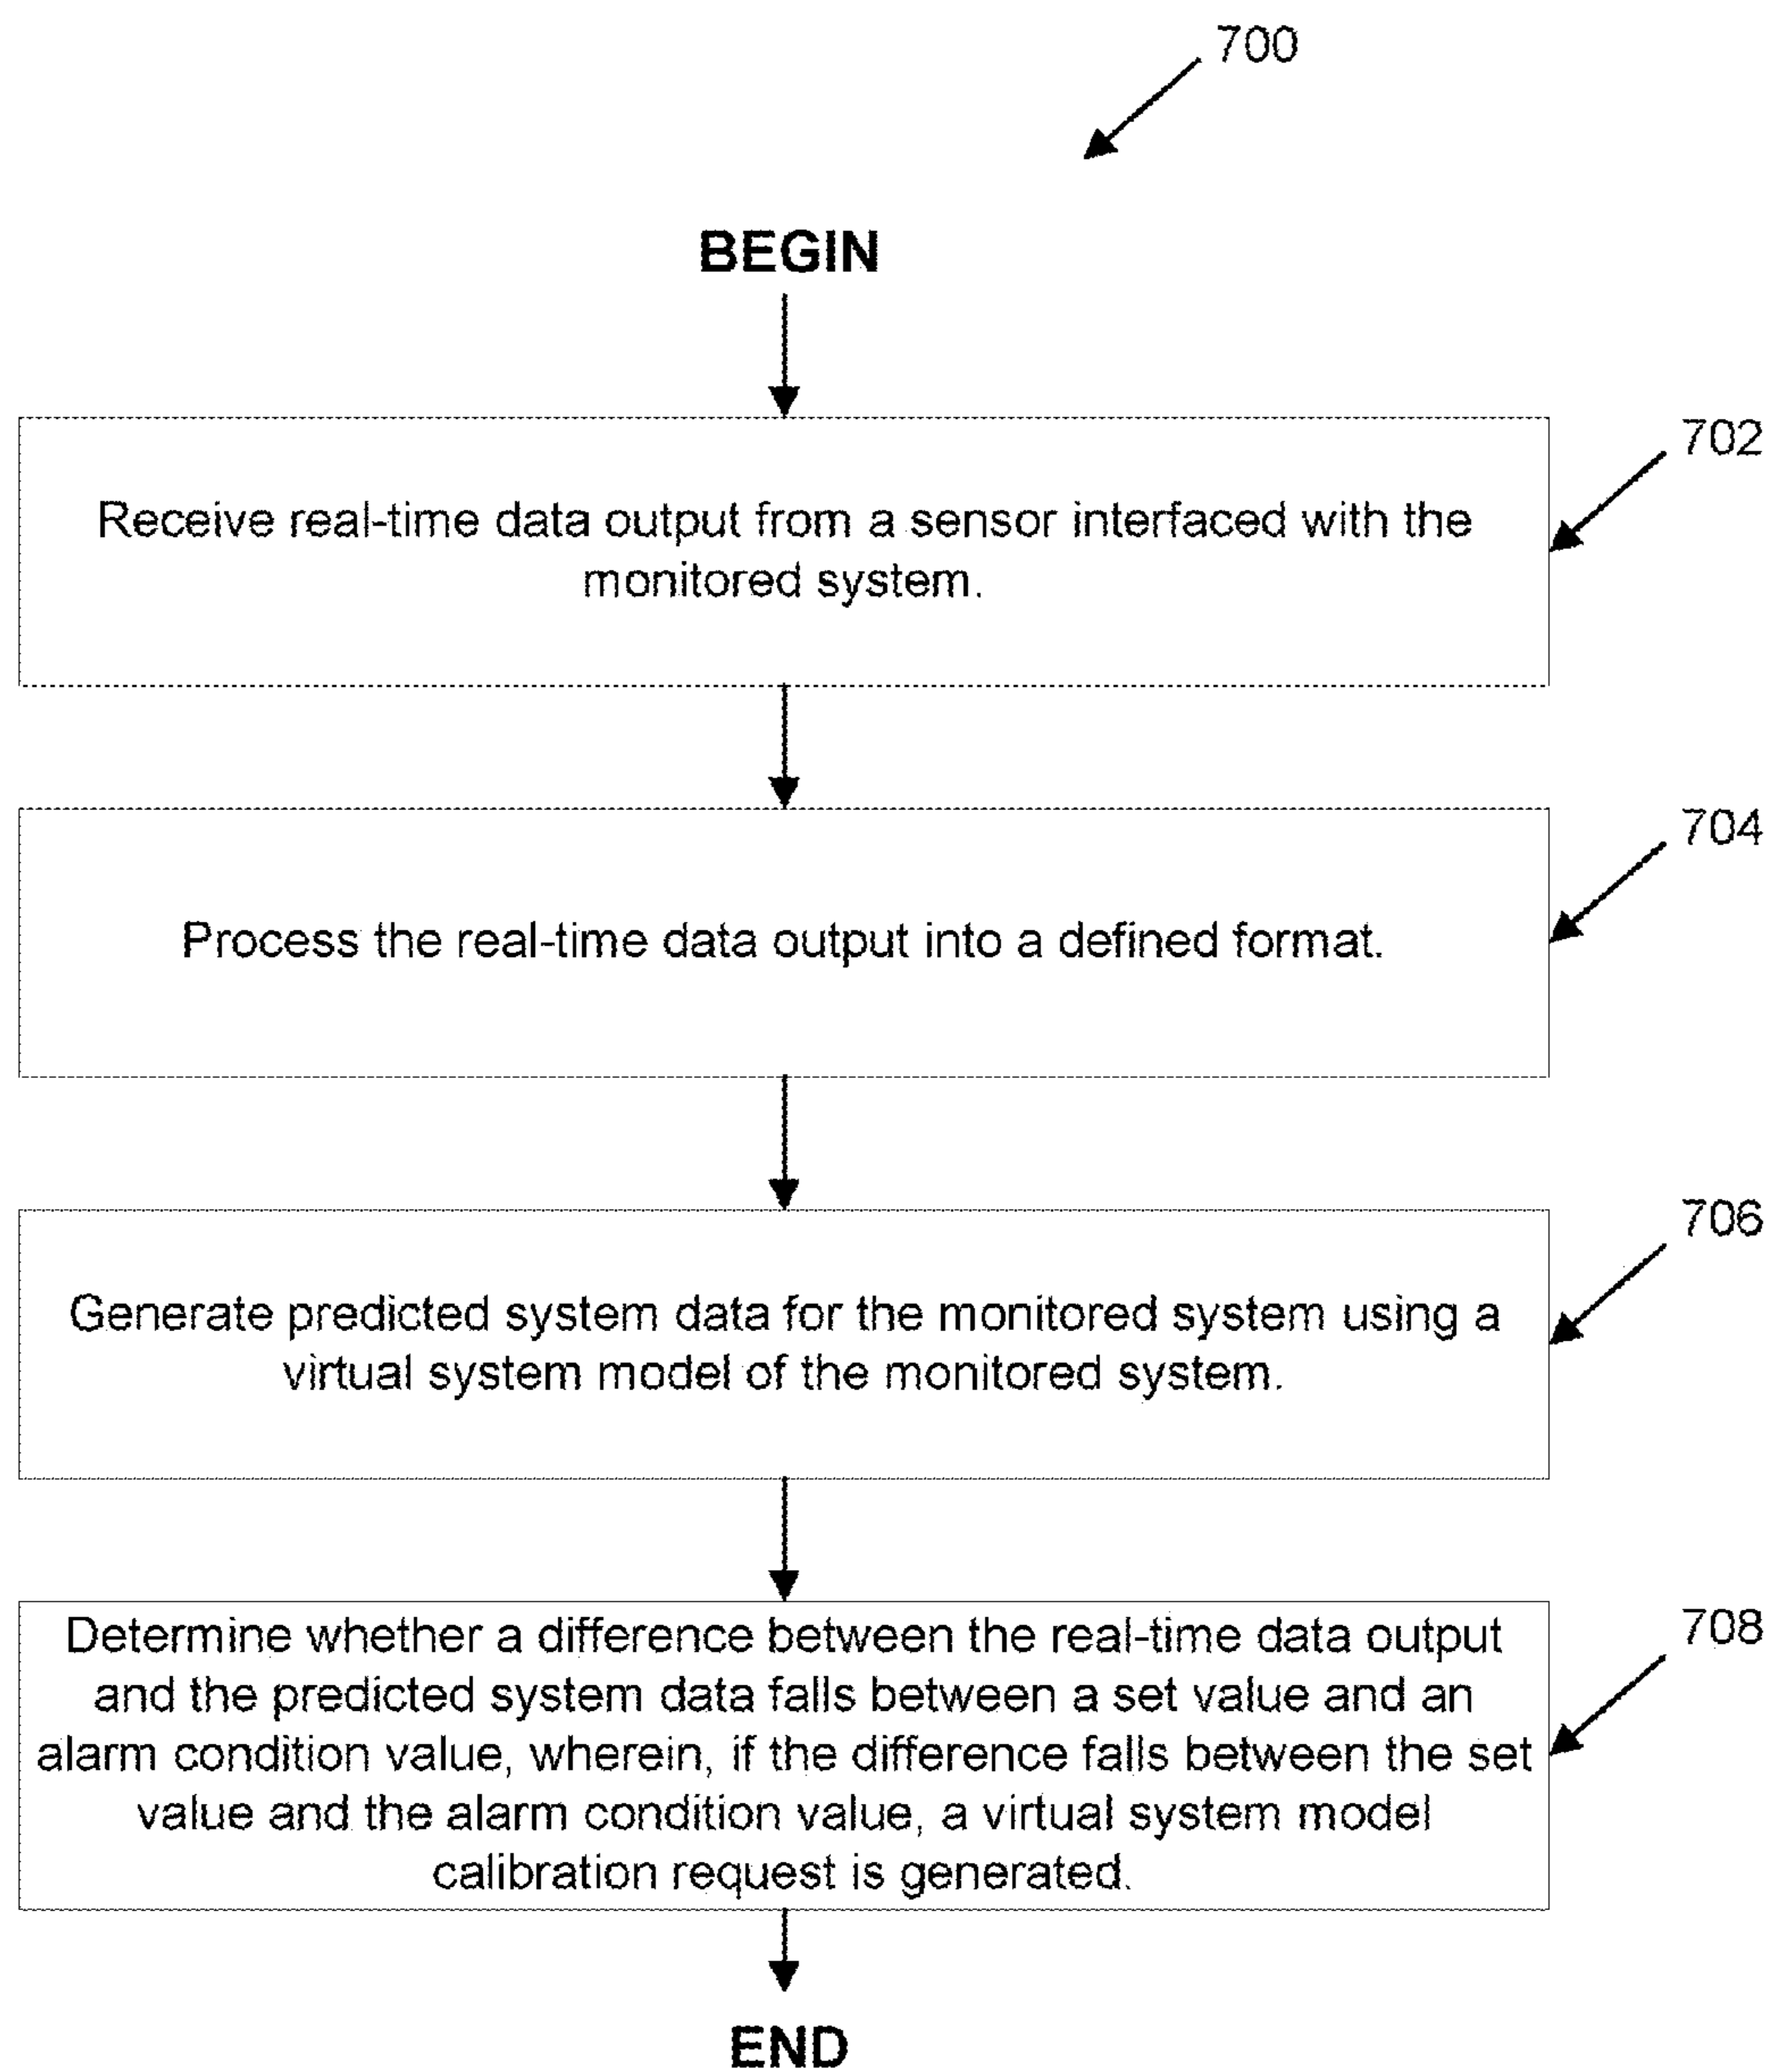 700
BEGIN
702
Receive real-time data output from a sensor interfaced with the
monitored system.
704
Process the real-time data output into a defined format.
706
Generate predicted system data for the monitored system using a
virtual system model of the monitored system.
708
Determine whether a difference between the real-time data output
and the predicted system data falls between a set value and an
alarm condition value, wherein, if the difference falls between the set
value and the alarm condition value, a virtual system model
calibration request is generated.
END